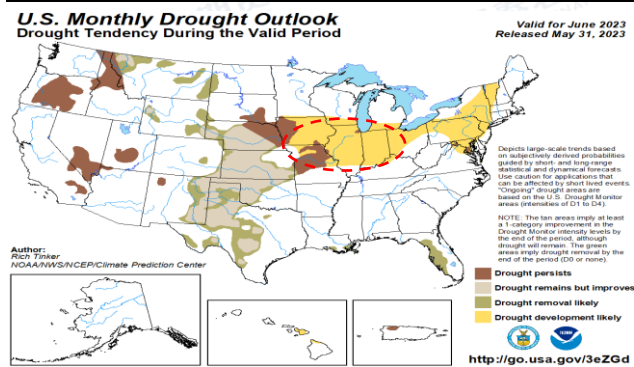 U.S. Monthly Drought Outlook
Drought Tendency During the Valid Period
Valid for June 2023
Released May 31, 2023
Depicts large-scale trends based
on subjectively derived probabilities
guided by short- and long-range
statistical and dynamical forecasts.
Use caution for applications that
can be affected by short lived events.
"Ongoing" drought areas are
based on the U.S. Drought Monitor
areas (intensities of D1 to D4).
NOTE: The tan areas imply at least
a 1-category improvement in the
Drought Monitor intensity levels by
the end of the period, although
drought will remain. The green
areas imply drought removal by the
end of the period (D0 or none).
Author:
Rich Tinker
NOAA/NWS/NCEP/Climate Prediction Center
Drought persists
Drought remains but improves
Drought removal likely
Drought development likely
http://go.usa.gov/3eZGd